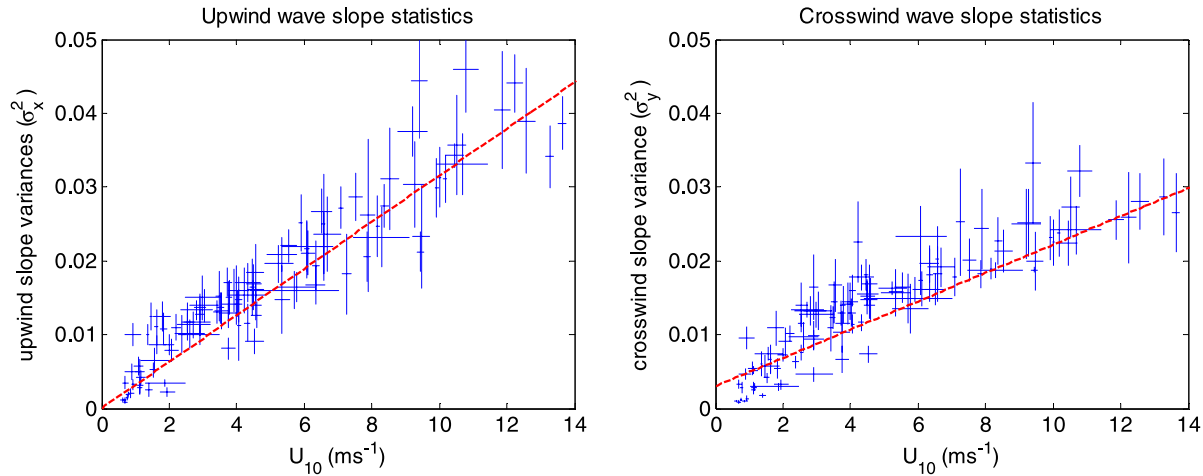 Upwind wave slope statistics
0.05
0.04
0.03
0.02
0.01
0
upwind slope variances (σ²ₓ)
0 2 4 6 8 10 12 14
U₁₀ (ms⁻¹)
Crosswind wave slope statistics
0.05
0.04
0.03
0.02
0.01
0.00
crosswind slope variance (σ²ᵧ)
0 2 4 6 8 10 12 14
U₁₀ (ms⁻¹)